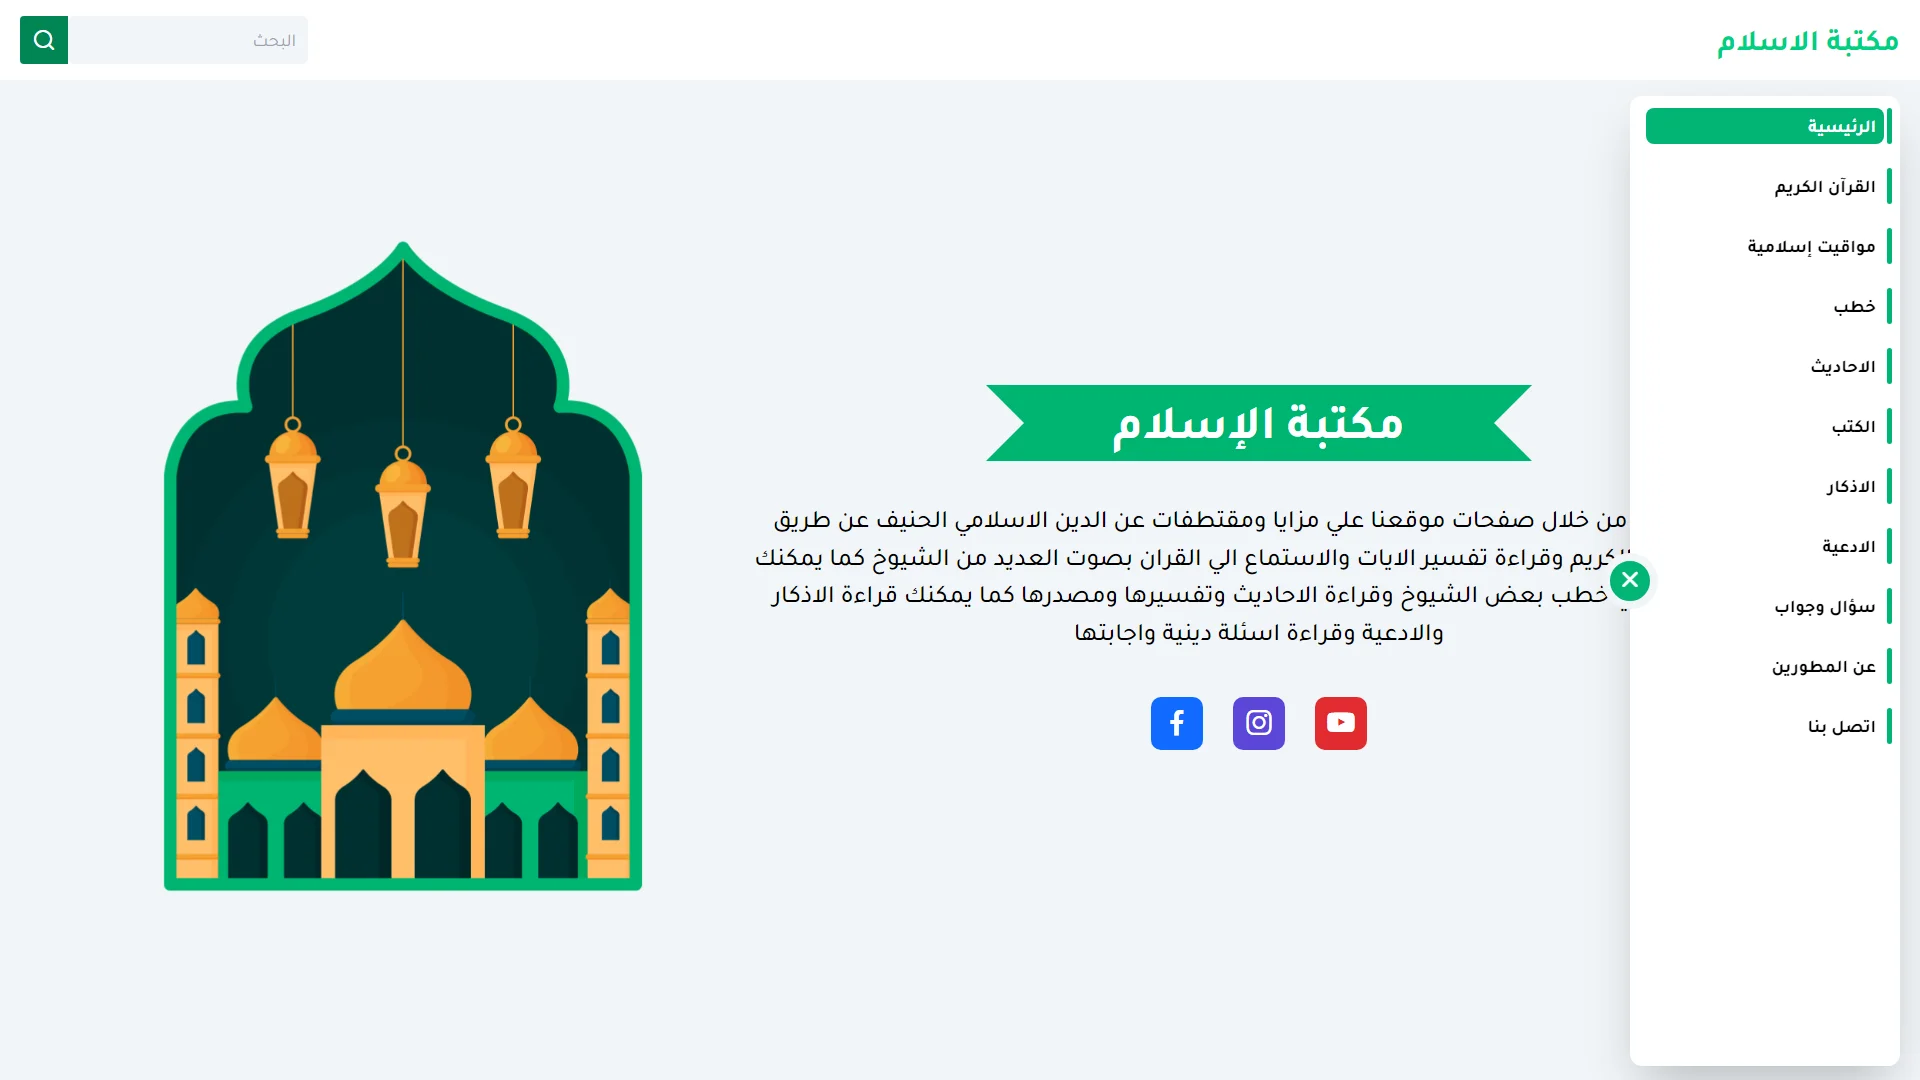 مكتبة الاسلام
البحث
الرئيسية
القرآن الكريم
مواقيت إسلامية
خطب
الاحاديث
الكتب
الاذكار
الادعية
سؤال وجواب
عن المطورين
اتصل بنا
مكتبة الإسلام
من خلال صفحات موقعنا علي مزايا ومقتطفات عن الدين الاسلامي الحنيف عن طريق
وقراءة تفسير الايات والاستماع الي القران بصوت العديد من الشيوخ كما يمكنك
خطب بعض الشيوخ وقراءة الاحاديث وتفسيرها ومصدرها كما يمكنك قراءة الاذكار
والادعية وقراءة اسئلة دينية واجابتها